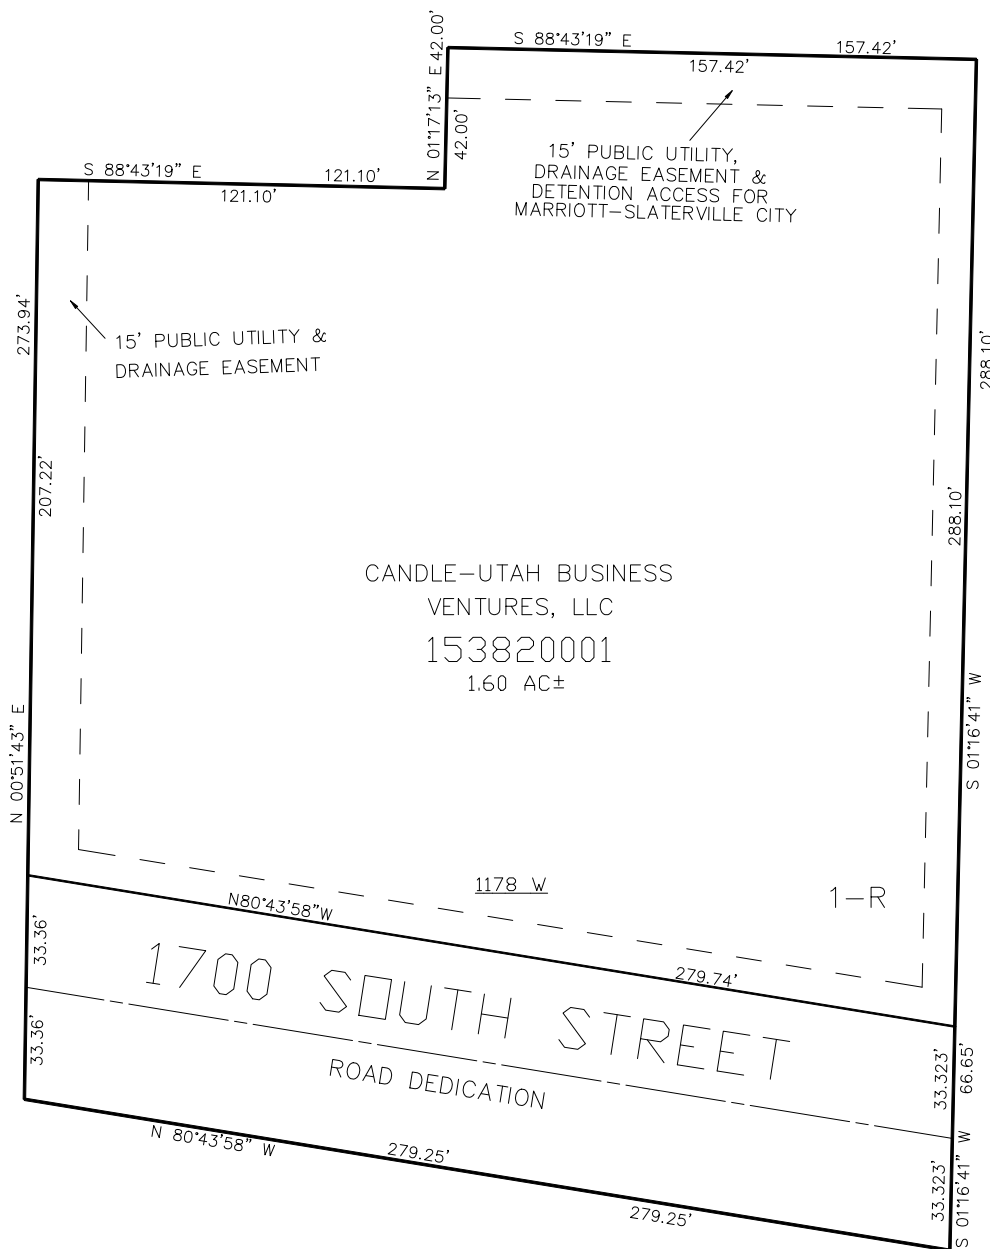 S 88°43'19" E
157.42'
157.42'
N 01°17'13" E 42.00'
42.00'
15' PUBLIC UTILITY,
DRAINAGE EASEMENT &
DETENTION ACCESS FOR
MARRIOTT-SLATERVILLE CITY
S 88°43'19" E
121.10'
121.10'
273.94'
15' PUBLIC UTILITY &
DRAINAGE EASEMENT
288.10'
207.22'
288.10'
CANDLE-UTAH BUSINESS
VENTURES, LLC
153820001
1.60 AC±
N 00°51'43" E
S 01°16'41" W
1178 W
1-R
N80°43'58"W
279.74'
33.36'
1700 SOUTH STREET
33.36'
ROAD DEDICATION
33.323'
66.65'
N 80°43'58" W
279.25'
279.25'
33.323'
S 01°16'41" W